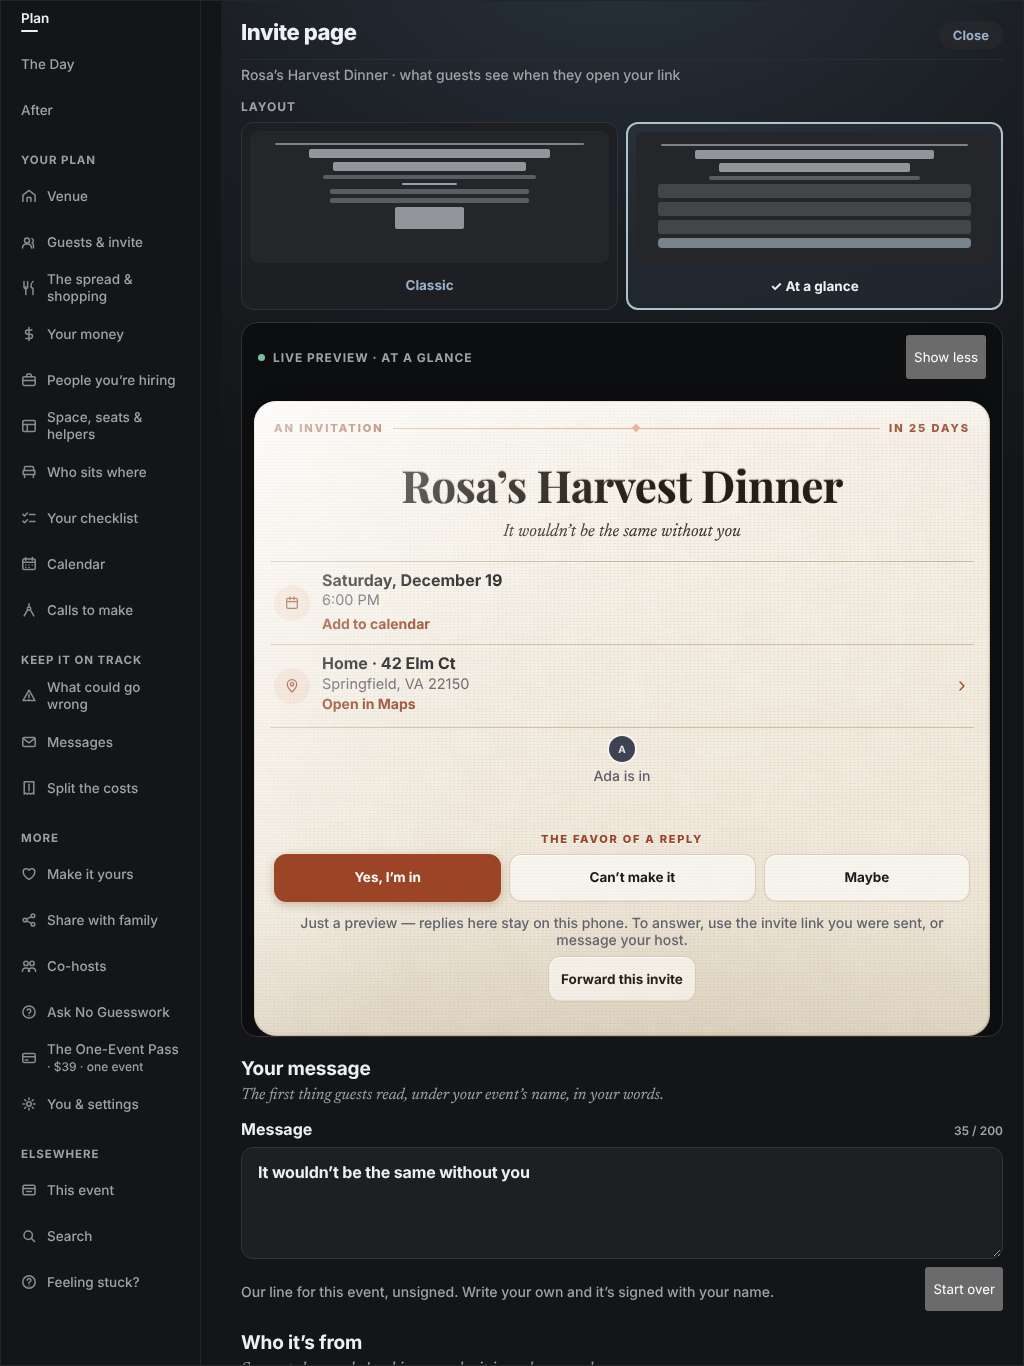 Plan
The Day
After
YOUR PLAN
Venue
Guests & invite
The spread &
shopping
Your money
People you’re hiring
Space, seats &
helpers
Who sits where
Your checklist
Calendar
Calls to make
KEEP IT ON TRACK
What could go
wrong
Messages
Split the costs
MORE
Make it yours
Share with family
Co-hosts
Ask No Guesswork
The One-Event Pass
· $39 · one event
You & settings
ELSEWHERE
This event
Search
Feeling stuck?
Invite page
Close
Rosa’s Harvest Dinner · what guests see when they open your link
LAYOUT
Classic
✓ At a glance
LIVE PREVIEW · AT A GLANCE
Show less
AN INVITATION
IN 25 DAYS
Rosa’s Harvest Dinner
It wouldn’t be the same without you
Saturday, December 19
6:00 PM
Add to calendar
Home · 42 Elm Ct
Springfield, VA 22150
Open in Maps
A
Ada is in
THE FAVOR OF A REPLY
Yes, I’m in
Can’t make it
Maybe
Just a preview — replies here stay on this phone. To answer, use the invite link you were sent, or
message your host.
Forward this invite
Your message
The first thing guests read, under your event’s name, in your words.
Message
35 / 200
It wouldn’t be the same without you
Our line for this event, unsigned. Write your own and it’s signed with your name.
Start over
Who it’s from